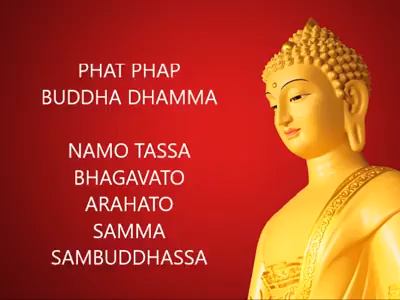 PHAT PHAP
BUDDHA DHAMMA
NAMO TASSA
BHAGAVATO
ARAHATO
SAMMA
SAMBUDDHASSA